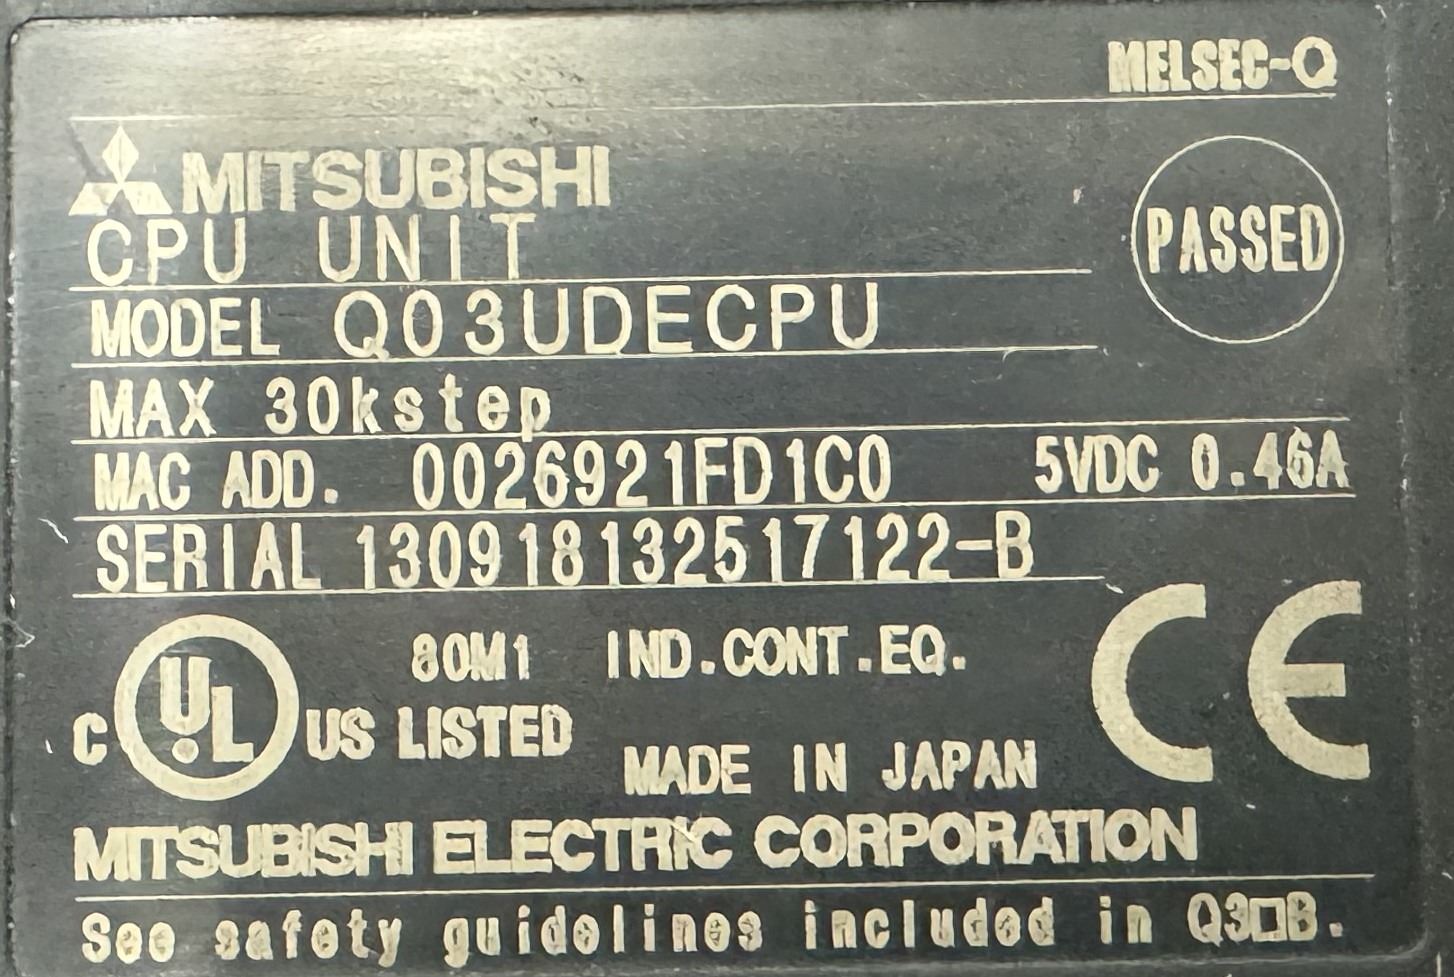 MELSEC-Q
MITSUBISHI
CPU UNIT
PASSED
MODEL Q03UDECPU
MAX 30kstep
MAC ADD. 0026921FD1C0 5VDC 0.46A
SERIAL 130918132517122-B
80M1 IND.CONT.EQ.
C UL US LISTED
MADE IN JAPAN
CE
MITSUBISHI ELECTRIC CORPORATION
See safety guidelines included in Q3□B.